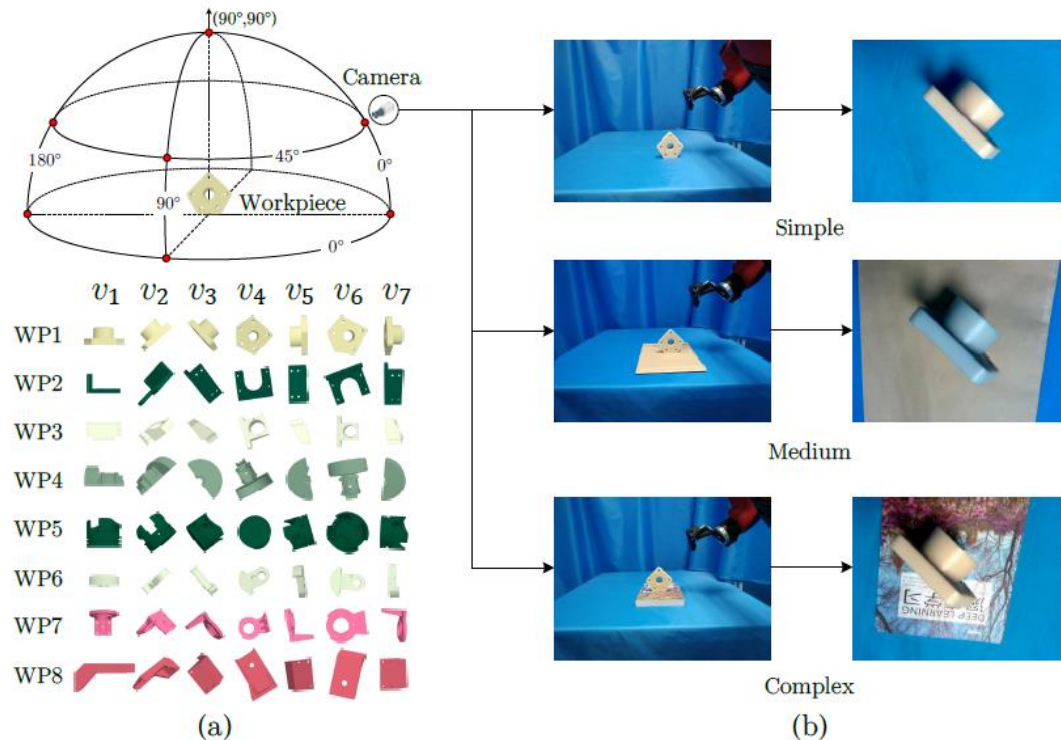 (90°,90°)
Camera
180°
45°
0°
90°
Workpiece
0°
v1 v2 v3 v4 v5 v6 v7
WP1
WP2
WP3
WP4
WP5
WP6
WP7
WP8
(a)
Simple
Medium
DEEP LEARNING
Complex
(b)